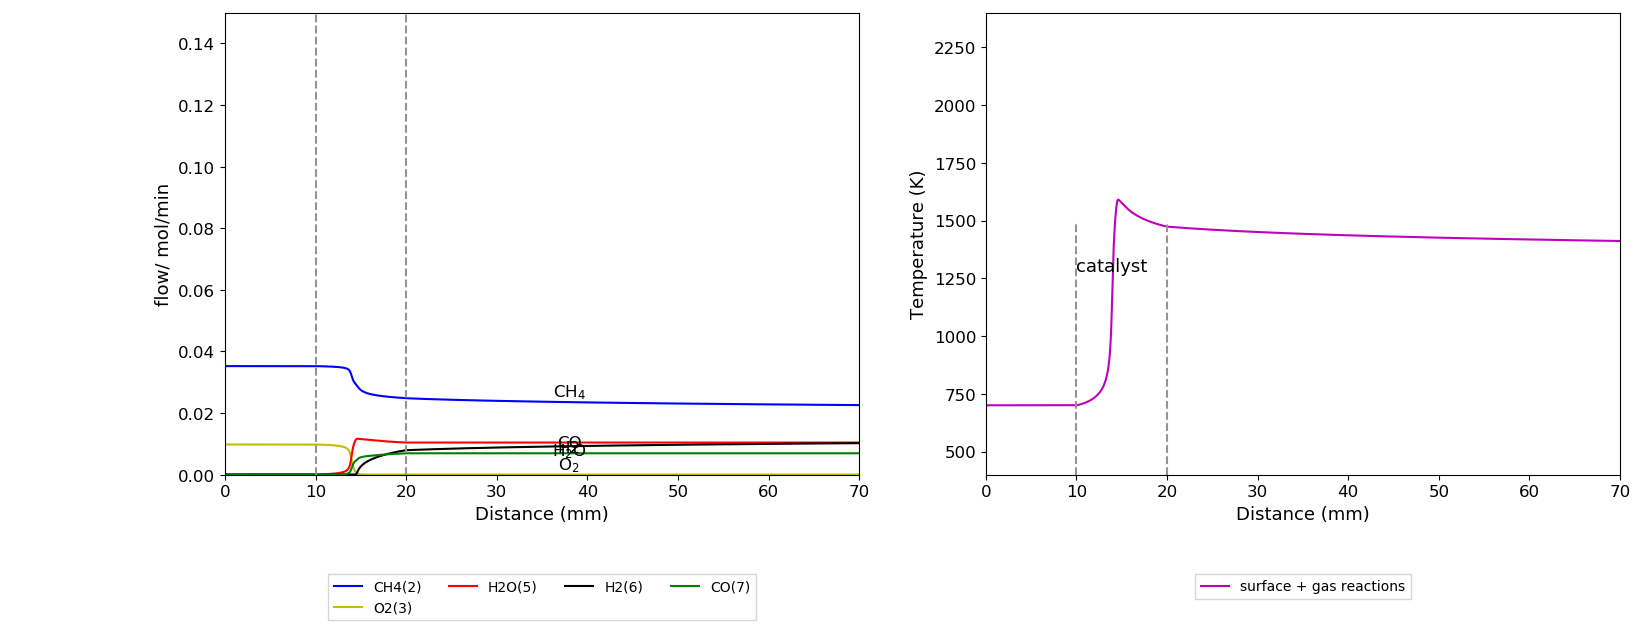 0.14
0.12
0.10
0.08
0.06
0.04
0.02
0.00
flow/ mol/min
CH₄
CO
H₂
H₂O
O₂
0 10 20 30 40 50 60 70
Distance (mm)
CH4(2) H2O(5) H2(6) CO(7)
O2(3)
2250
2000
1750
1500
1250
1000
750
500
Temperature (K)
catalyst
0 10 20 30 40 50 60 70
Distance (mm)
surface + gas reactions